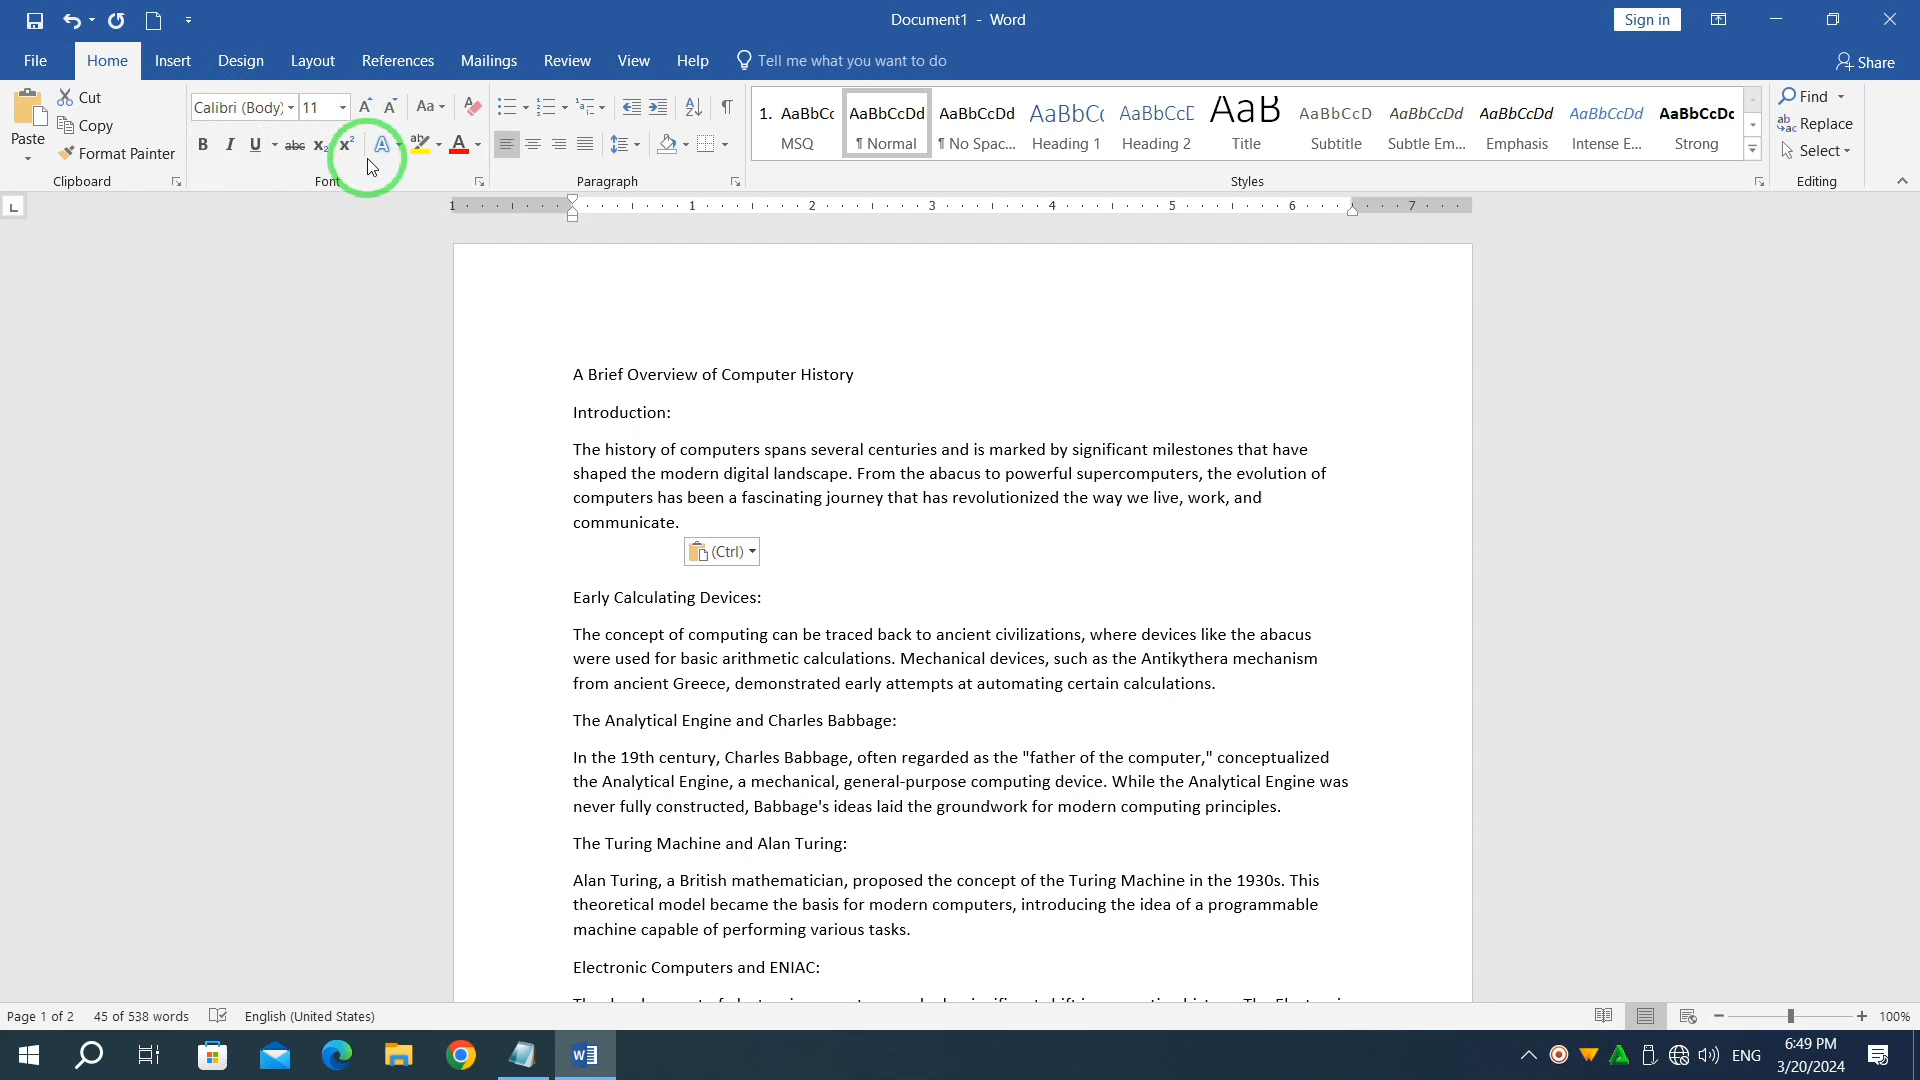 Document1 - Word
Sign in
File Home Insert Design Layout References Mailings Review View Help Tell me what you want to do Share
Paste
Cut
Copy
Format Painter
Clipboard
Calibri (Body) 11
Aa
B I U abc X₂ X² A ab A
Font
Paragraph
1. AaBbCc AaBbCcDd AaBbCcDd AaBbCc AaBbCcD AaB AaBbCcD AaBbCcDd AaBbCcDd AaBbCcDd AaBbCcDc
MSQ ¶ Normal ¶ No Spac... Heading 1 Heading 2 Title Subtitle Subtle Em... Emphasis Intense E... Strong
Styles
Find
Replace
Select
Editing
1 1 2 3 4 5 6 7
A Brief Overview of Computer History
Introduction:
The history of computers spans several centuries and is marked by significant milestones that have
shaped the modern digital landscape. From the abacus to powerful supercomputers, the evolution of
computers has been a fascinating journey that has revolutionized the way we live, work, and
communicate.
(Ctrl)
Early Calculating Devices:
The concept of computing can be traced back to ancient civilizations, where devices like the abacus
were used for basic arithmetic calculations. Mechanical devices, such as the Antikythera mechanism
from ancient Greece, demonstrated early attempts at automating certain calculations.
The Analytical Engine and Charles Babbage:
In the 19th century, Charles Babbage, often regarded as the "father of the computer," conceptualized
the Analytical Engine, a mechanical, general-purpose computing device. While the Analytical Engine was
never fully constructed, Babbage's ideas laid the groundwork for modern computing principles.
The Turing Machine and Alan Turing:
Alan Turing, a British mathematician, proposed the concept of the Turing Machine in the 1930s. This
theoretical model became the basis for modern computers, introducing the idea of a programmable
machine capable of performing various tasks.
Electronic Computers and ENIAC:
Page 1 of 2 45 of 538 words English (United States) 100%
ENG
6:49 PM
3/20/2024